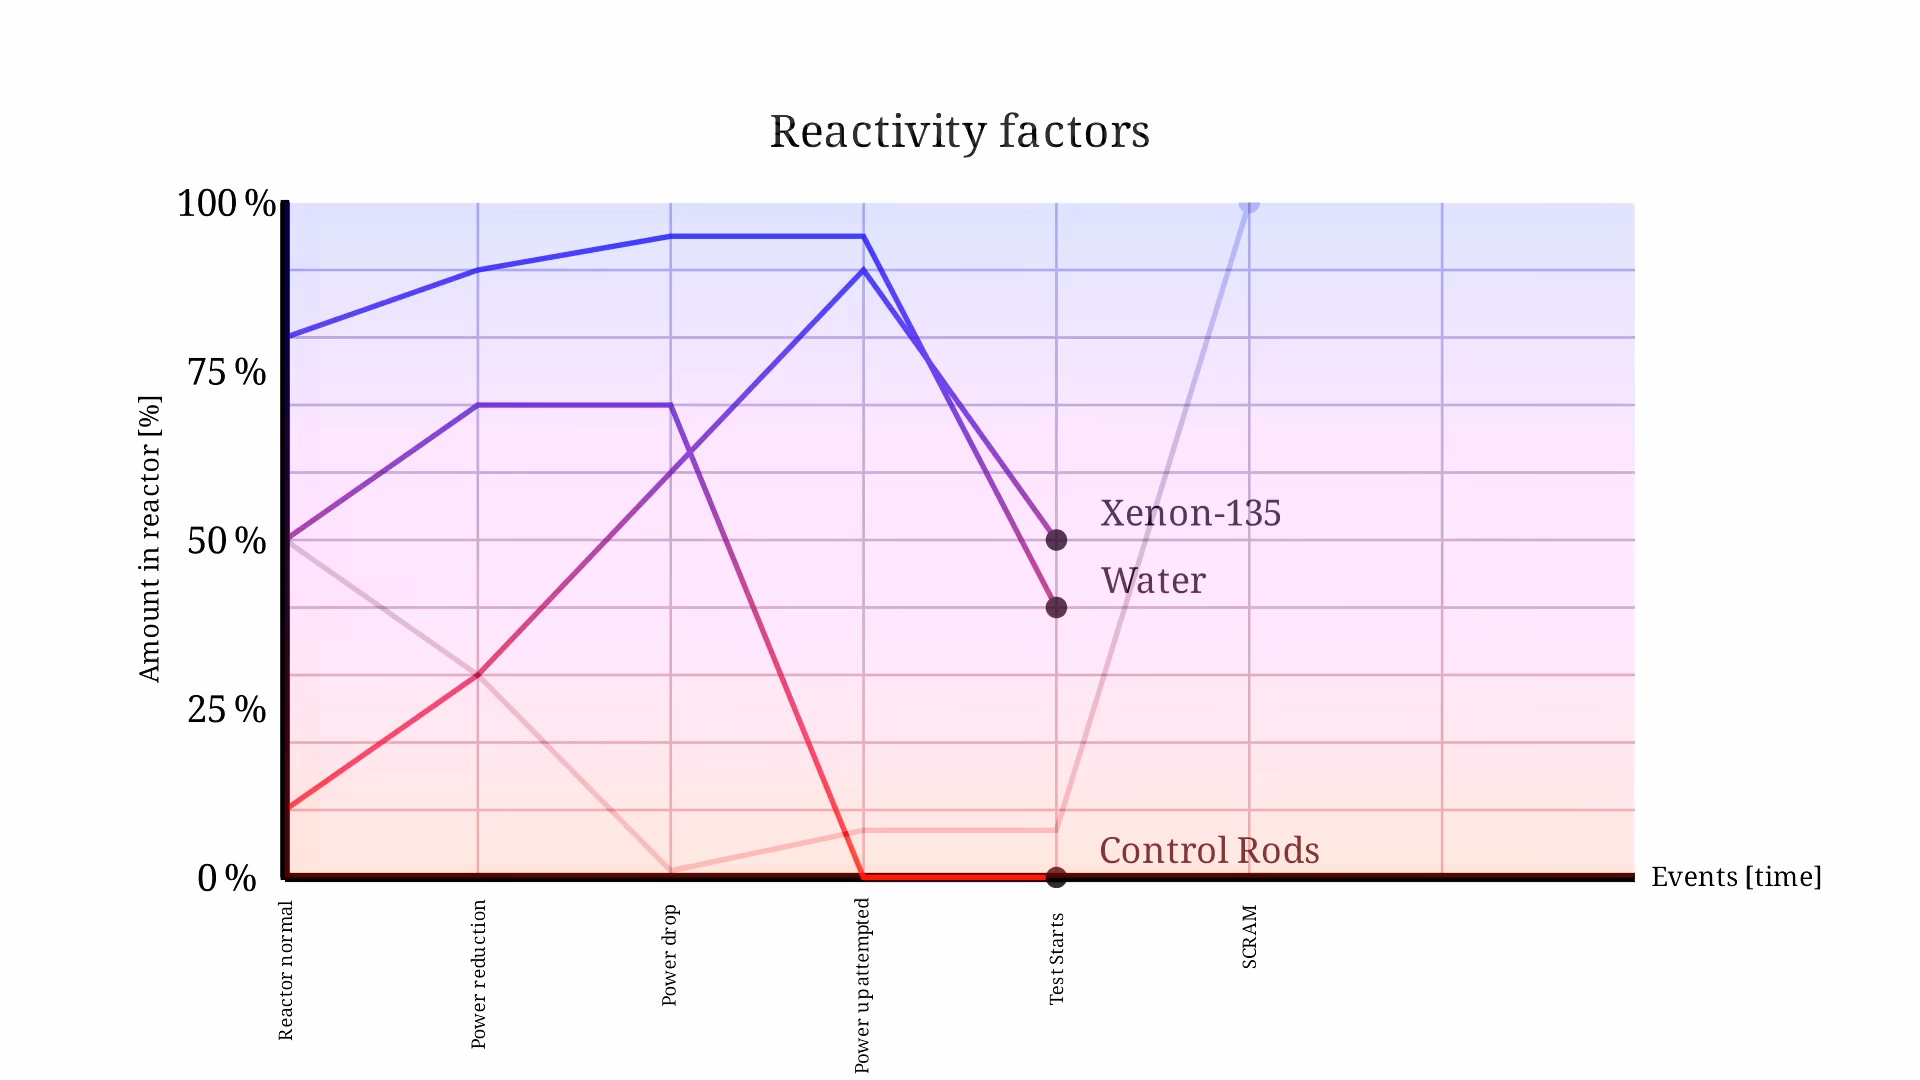 Reactivity factors
100 %
75 %
50 %
25 %
0 %
Amount in reactor [%]
Xenon-135
Water
Control Rods
Events [time]
Reactor normal
Power reduction
Power drop
Power up attempted
Test Starts
SCRAM